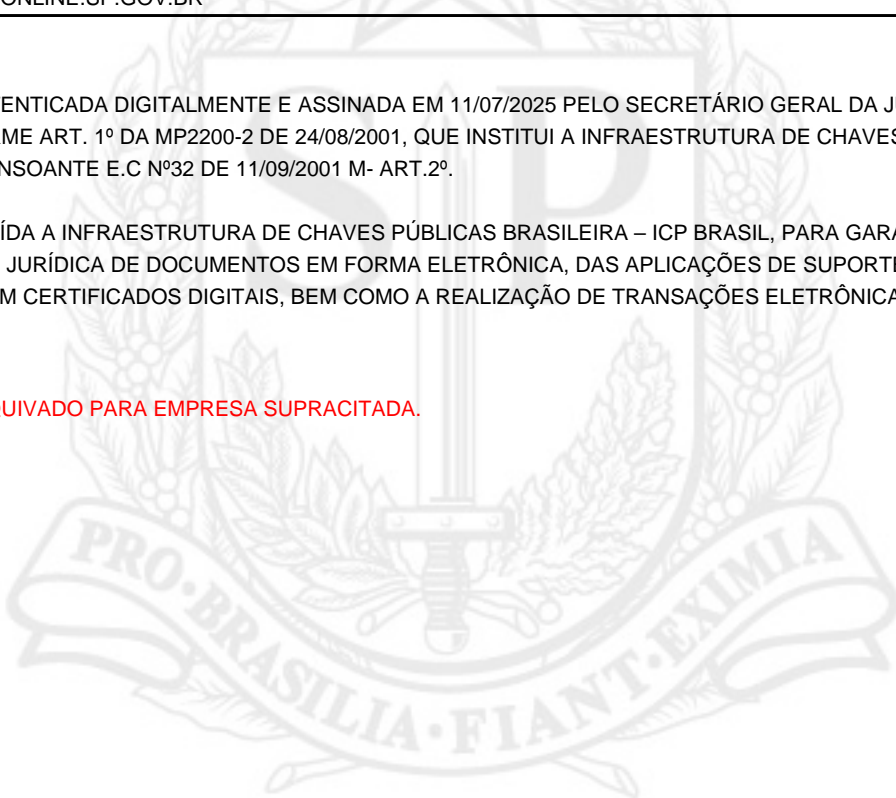 ONLINE.SP.GOV.BR
ENTICADA DIGITALMENTE E ASSINADA EM 11/07/2025 PELO SECRETÁRIO GERAL DA J
ME ART. 1º DA MP2200-2 DE 24/08/2001, QUE INSTITUI A INFRAESTRUTURA DE CHAVES
NSOANTE E.C Nº32 DE 11/09/2001 M- ART.2º.
ÍDA A INFRAESTRUTURA DE CHAVES PÚBLICAS BRASILEIRA – ICP BRASIL, PARA GARA
JURÍDICA DE DOCUMENTOS EM FORMA ELETRÔNICA, DAS APLICAÇÕES DE SUPORTE
M CERTIFICADOS DIGITAIS, BEM COMO A REALIZAÇÃO DE TRANSAÇÕES ELETRÔNICA
UIVADO PARA EMPRESA SUPRACITADA.
SP
PRO·BRASILIA·FIANT·EXIMIA